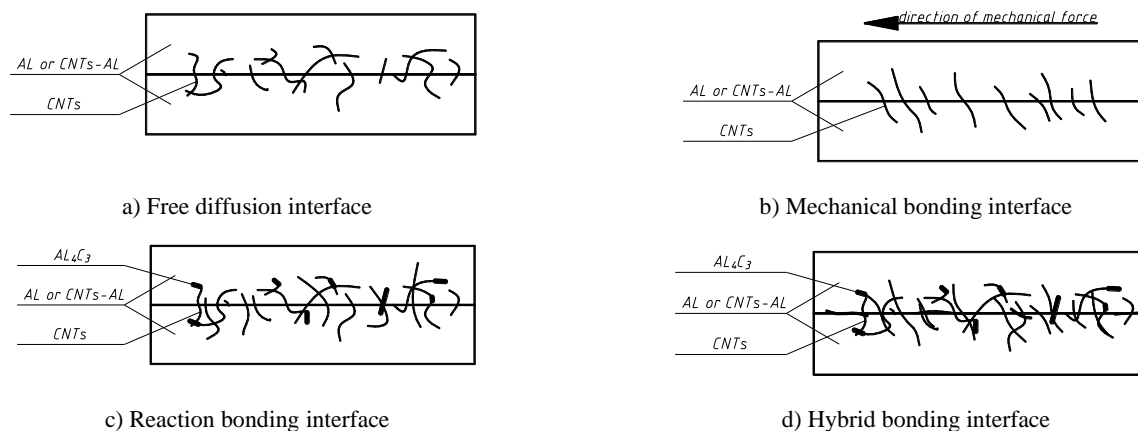 AL or CNTs-AL
CNTs
a) Free diffusion interface
direction of mechanical force
AL or CNTs-AL
CNTs
b) Mechanical bonding interface
AL₄C₃
AL or CNTs-AL
CNTs
c) Reaction bonding interface
AL₄C₃
AL or CNTs-AL
CNTs
d) Hybrid bonding interface